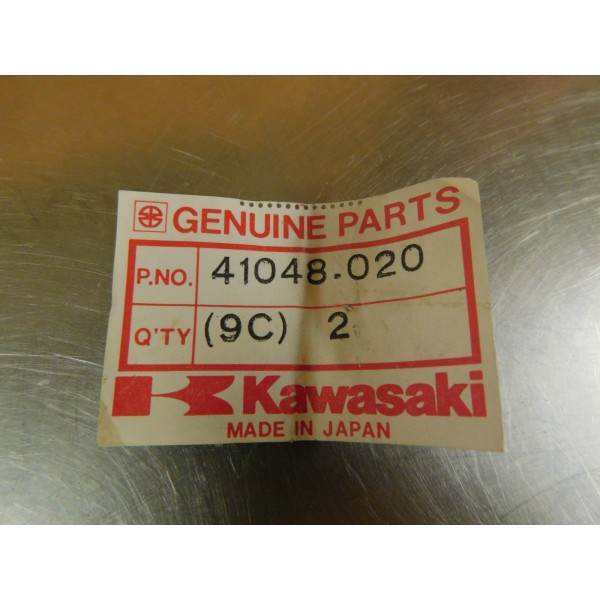 GENUINE PARTS
P.NO. 41048-020
Q'TY (9C) 2
Kawasaki
MADE IN JAPAN